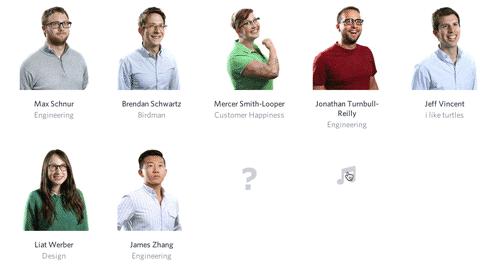 Max Schnur
Engineering
Brendan Schwartz
Birdman
Mercer Smith-Looper
Customer Happiness
Jonathan Turnbull-
Reilly
Engineering
Jeff Vincent
i like turtles
Liat Werber
Design
James Zhang
Engineering
?